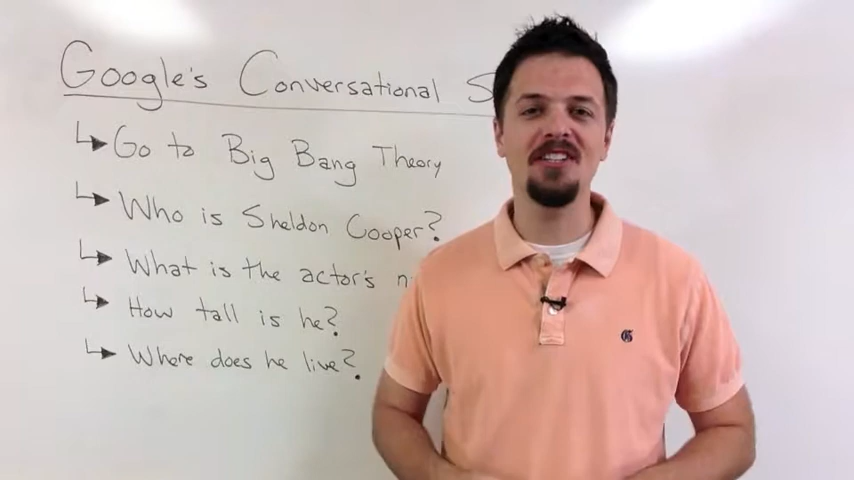 Google's Conversational
Go to Big Bang Theory
Who is Sheldon Cooper?
What is the actor's
How tall is he?
Where does he live?